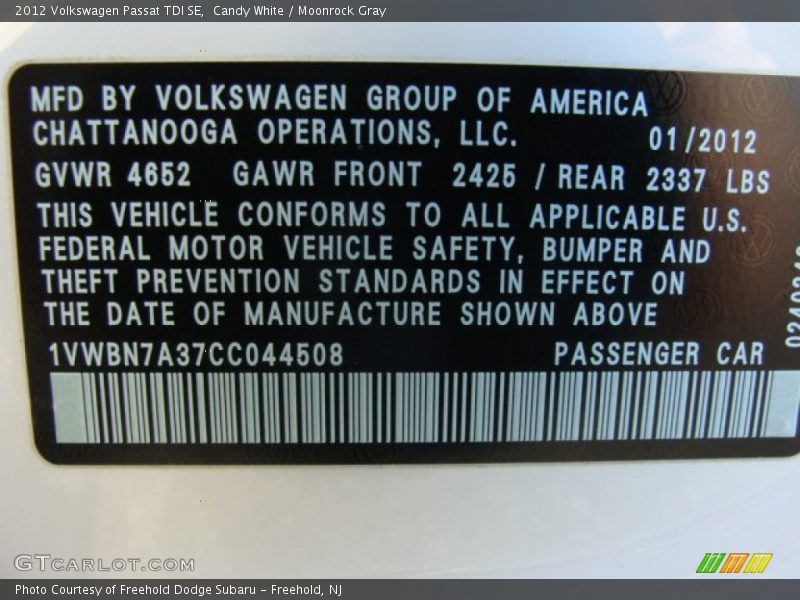 2012 Volkswagen Passat TDI SE,  Candy White / Moonrock Gray
MFD BY VOLKSWAGEN GROUP OF AMERICA
CHATTANOOGA OPERATIONS, LLC. 01/2012
GVWR 4652 GAWR FRONT 2425 / REAR 2337 LBS
THIS VEHICLE CONFORMS TO ALL APPLICABLE U.S.
FEDERAL MOTOR VEHICLE SAFETY, BUMPER AND
THEFT PREVENTION STANDARDS IN EFFECT ON
THE DATE OF MANUFACTURE SHOWN ABOVE
1VWBN7A37CC044508 PASSENGER CAR
GTCARLOT.COM
Photo Courtesy of Freehold Dodge Subaru - Freehold, NJ